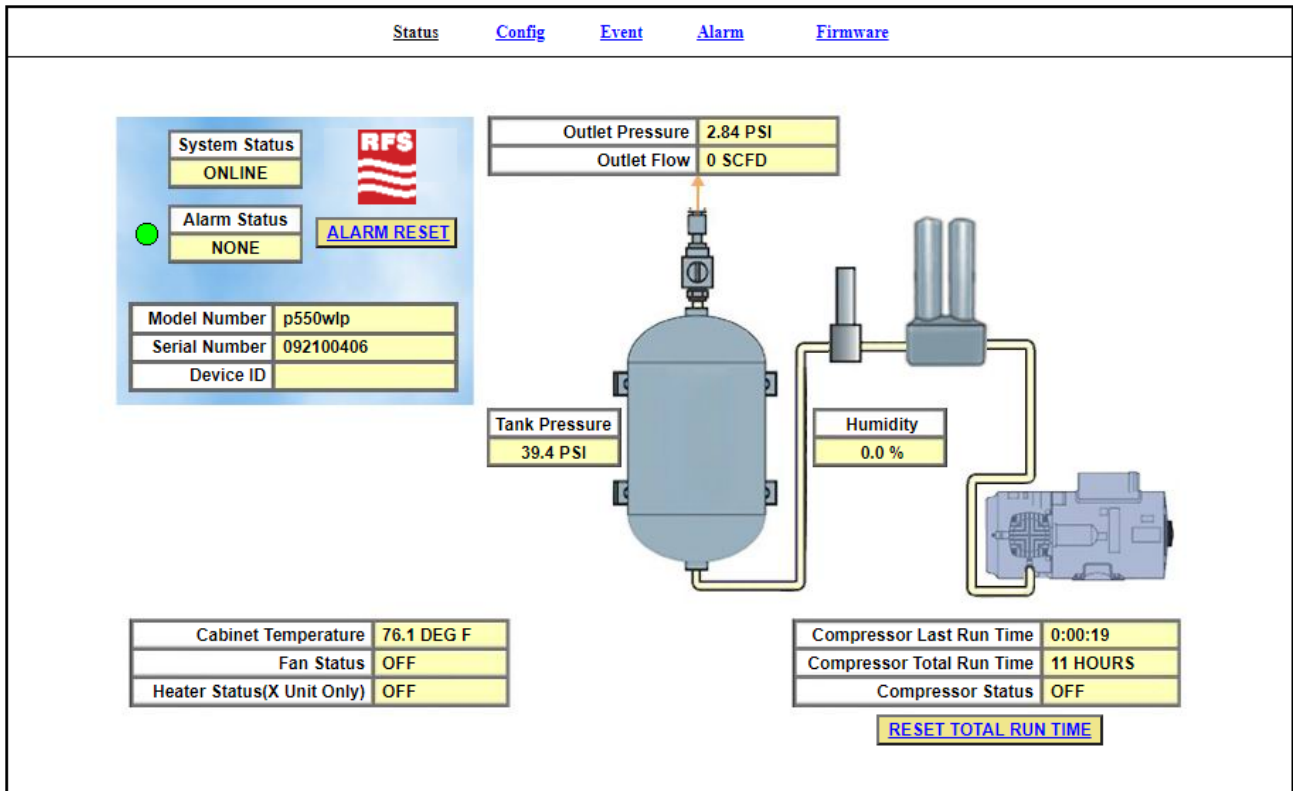 Status Config Event Alarm Firmware
System Status
ONLINE
RFS
Alarm Status
NONE
ALARM RESET
Model Number p550wlp
Serial Number 092100406
Device ID
Outlet Pressure 2.84 PSI
Outlet Flow 0 SCFD
Tank Pressure
39.4 PSI
Humidity
0.0 %
Cabinet Temperature 76.1 DEG F
Fan Status OFF
Heater Status(X Unit Only) OFF
Compressor Last Run Time 0:00:19
Compressor Total Run Time 11 HOURS
Compressor Status OFF
RESET TOTAL RUN TIME